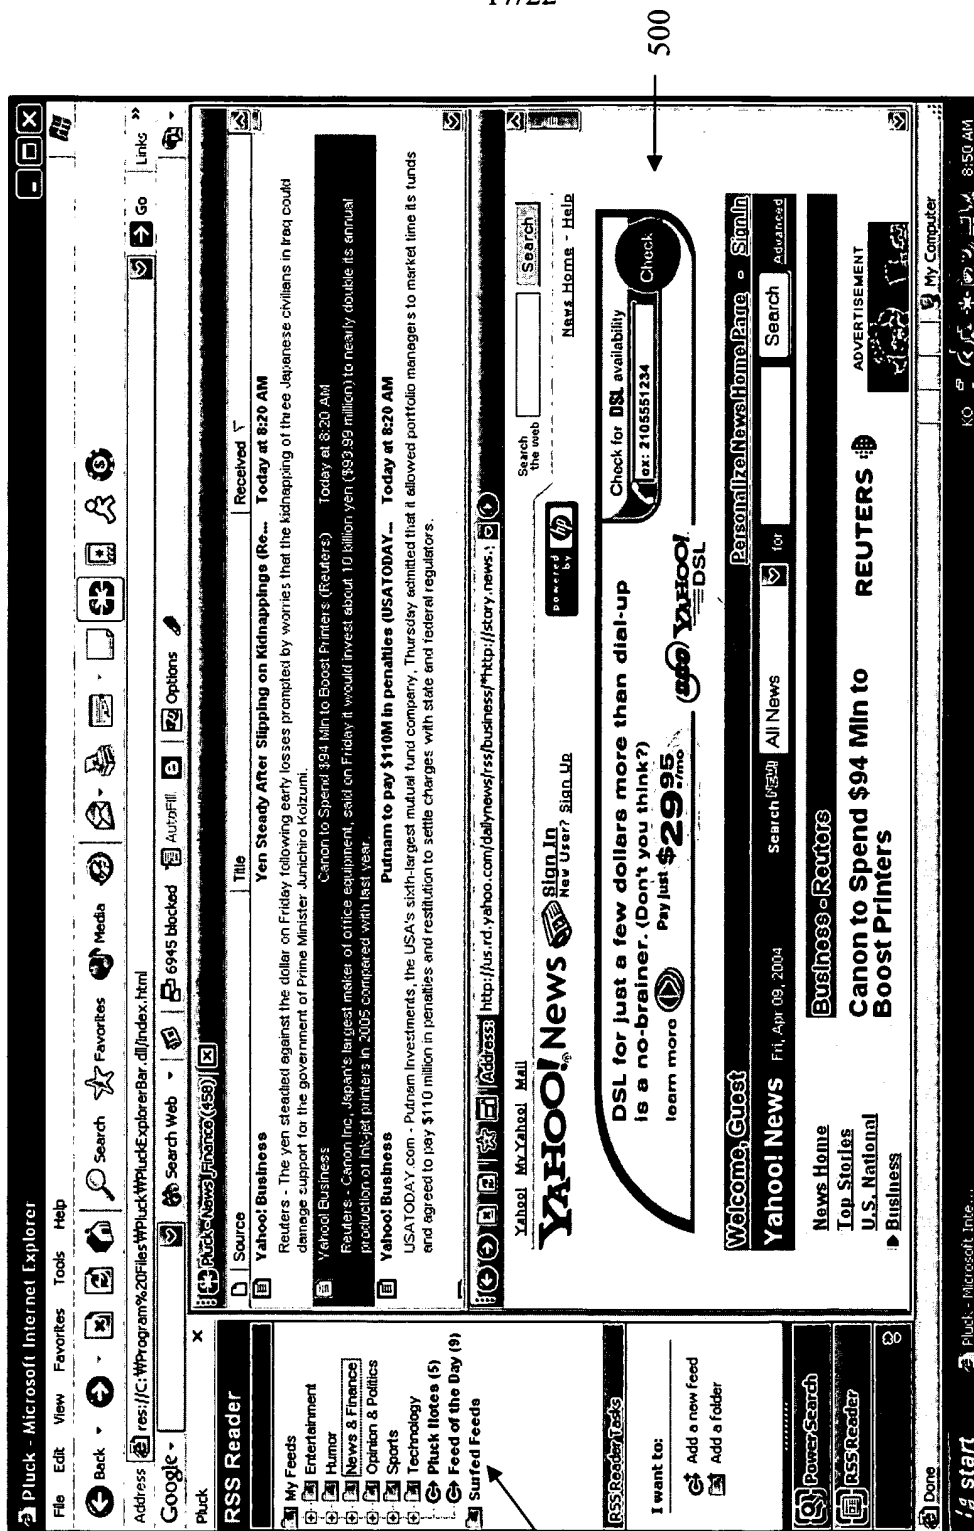 17/22
500
Pluck - Microsoft Internet Explorer
File Edit View Favorites Tools Help
Back Search Favorites Media
Address res://C:₩Program%20Files₩Pluck₩PluckExplorerBar.dll/index.html Go Links »
Google Search Web 6945 blocked AutoFill Options
Pluck x
RSS Reader
My Feeds
Entertainment
Humor
News & Finance
Opinion & Politics
Sports
Technology
Pluck Notes (5)
Feed of the Day (9)
Surfed Feeds
RSS Reader Tasks
I want to:
Add a new feed
Add a folder
Power Search
RSS Reader
Pluck - News & Finance (458)
Source Title Received
Yahoo! Business Yen Steady After Slipping on Kidnappings (Re... Today at 8:20 AM
Reuters - The yen steadied against the dollar on Friday following early losses prompted by worries that the kidnapping of three Japanese civilians in Iraq could
damage support for the government of Prime Minister Junichiro Koizumi.
Yahoo! Business Canon to Spend $94 Mln to Boost Printers (Reuters) Today at 8:20 AM
Reuters - Canon Inc, Japan's largest maker of office equipment, said on Friday it would invest about 10 billion yen ($93.99 million) to nearly double its annual
production of ink-jet printers in 2005 compared with last year.
Yahoo! Business Putnam to pay $110M in penalties (USATODAY.... Today at 8:20 AM
USATODAY.com - Putnam Investments, the USA's sixth-largest mutual fund company, Thursday admitted that it allowed portfolio managers to market time its funds
and agreed to pay $110 million in penalties and restitution to settle charges with state and federal regulators.
Address http://us.rd.yahoo.com/dailynews/rss/business/*http://story.news.y
Yahoo! My Yahoo! Mail
YAHOO! News Sign In
New User? Sign Up
powered by hp
Search the web Search
News Home - Help
DSL for just a few dollars more than dial-up
is a no-brainer. (Don't you think?)
learn more Pay just $29.95/mo
SBC YAHOO! DSL
Check for DSL availability
ex: 2105551234
Check
Welcome, Guest Personalize News Home Page - Sign In
Yahoo! News Fri, Apr 09, 2004 Search NEW! All News for Search Advanced
News Home
Top Stories
U.S. National
Business
Business - Reuters
Canon to Spend $94 Mln to
Boost Printers
REUTERS
ADVERTISEMENT
Done My Computer
start Pluck - Microsoft Inte... KO 8:50 AM